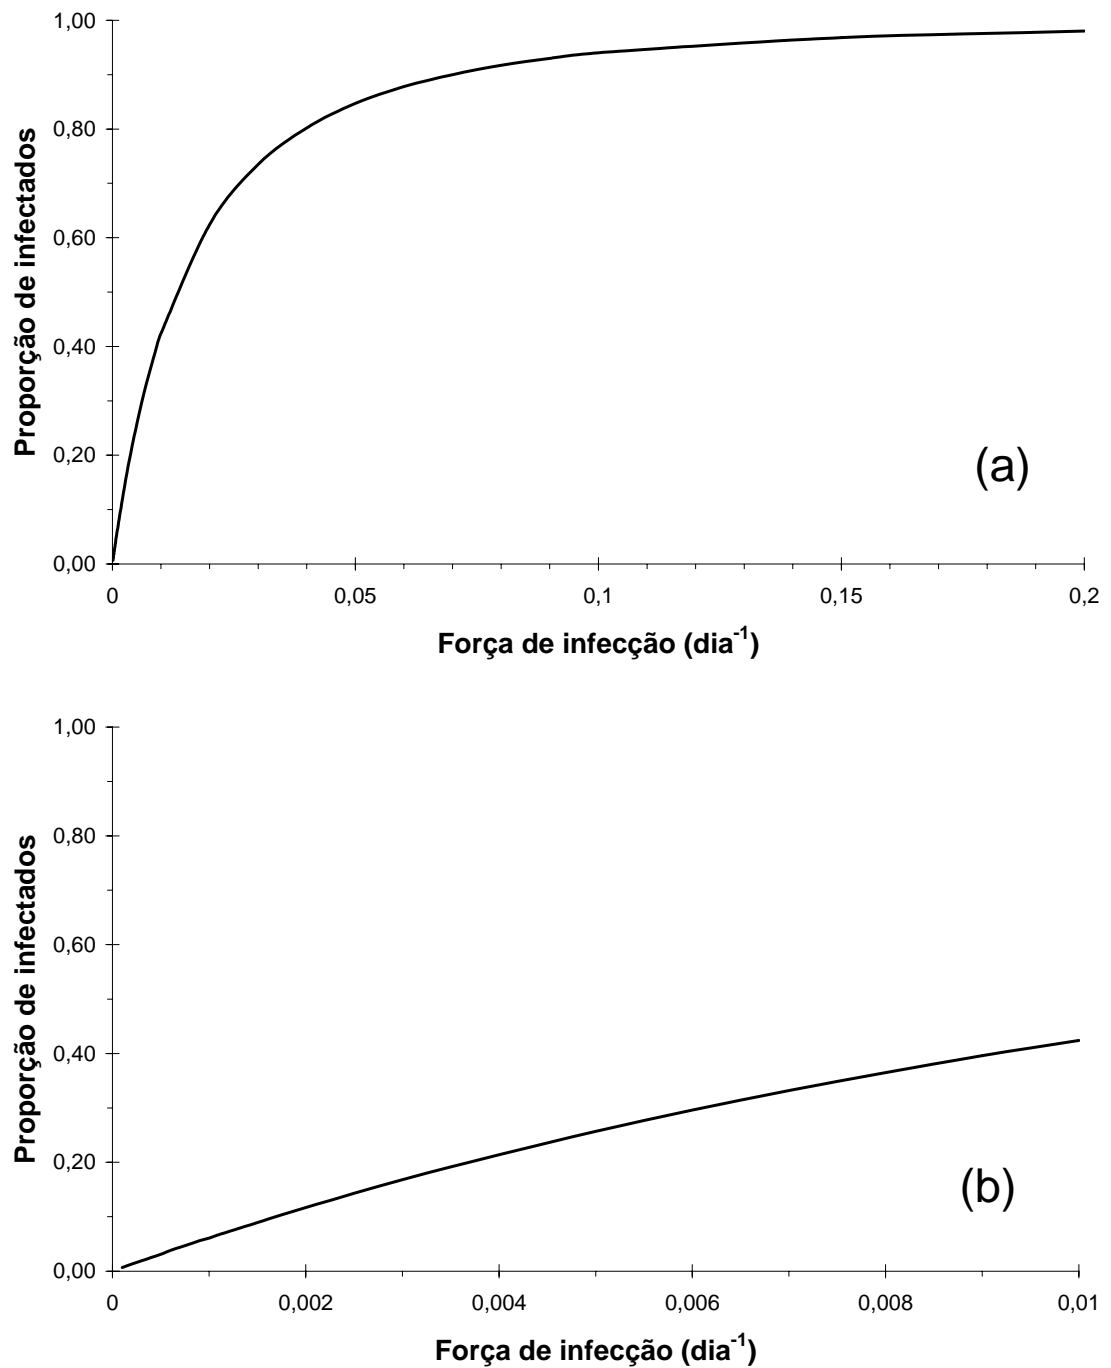 1,00
0,80
0,60
0,40
0,20
0,00
Proporção de infectados
(a)
0 0,05 0,1 0,15 0,2
Força de infecção (dia-1)
1,00
0,80
0,60
0,40
0,20
0,00
Proporção de infectados
(b)
0 0,002 0,004 0,006 0,008 0,01
Força de infecção (dia-1)